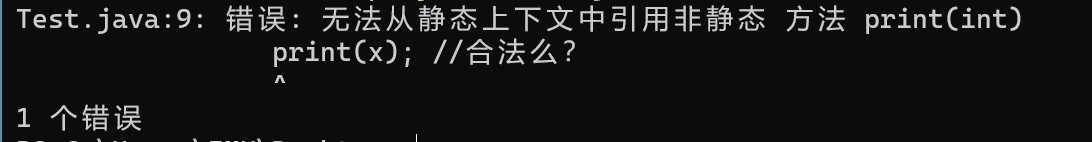 Test.java:9: 错误: 无法从静态上下文中引用非静态 方法 print(int)
print(x); //合法么?
^
1 个错误